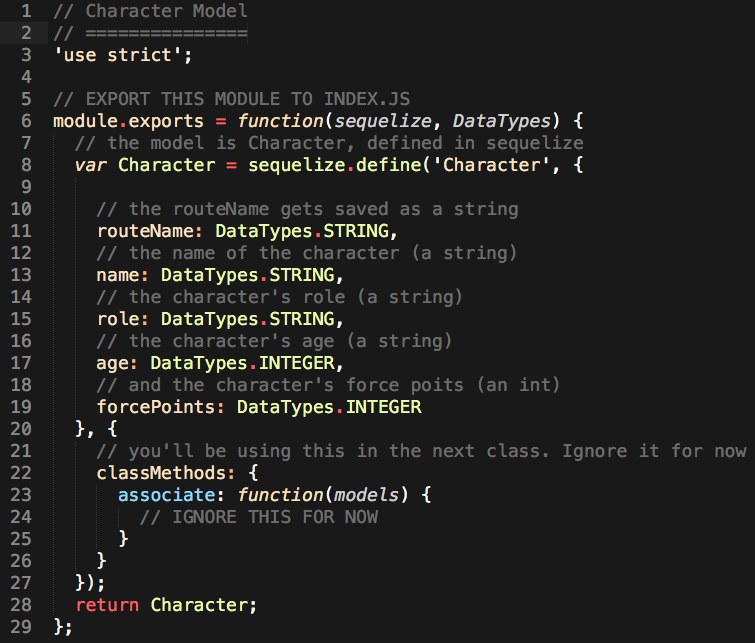 1 // Character Model
2 // ===============
3 'use strict';
4
5 // EXPORT THIS MODULE TO INDEX.JS
6 module.exports = function(sequelize, DataTypes) {
7 // the model is Character, defined in sequelize
8 var Character = sequelize.define('Character', {
9
10 // the routeName gets saved as a string
11 routeName: DataTypes.STRING,
12 // the name of the character (a string)
13 name: DataTypes.STRING,
14 // the character's role (a string)
15 role: DataTypes.STRING,
16 // the character's age (a string)
17 age: DataTypes.INTEGER,
18 // and the character's force poits (an int)
19 forcePoints: DataTypes.INTEGER
20 }, {
21 // you'll be using this in the next class. Ignore it for now
22 classMethods: {
23 associate: function(models) {
24 // IGNORE THIS FOR NOW
25 }
26 }
27 });
28 return Character;
29 };